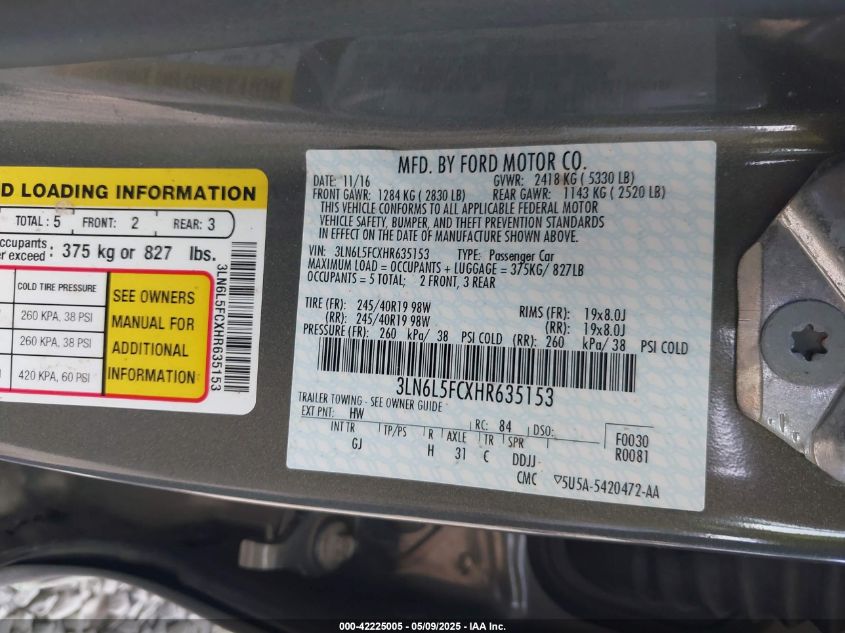 D LOADING INFORMATION
TOTAL: 5 FRONT: 2 REAR: 3
ccupants
er exceed : 375 kg or 827 lbs.
COLD TIRE PRESSURE
260 KPA, 38 PSI
260 KPA, 38 PSI
420 KPA, 60 PSI
SEE OWNERS
MANUAL FOR
ADDITIONAL
INFORMATION
3LN6L5FCXHR635153
MFD. BY FORD MOTOR CO.
DATE: 11/16 GVWR: 2418 KG ( 5330 LB)
FRONT GAWR: 1284 KG ( 2830 LB) REAR GAWR: 1143 KG ( 2520 LB)
THIS VEHICLE CONFORMS TO ALL APPLICABLE FEDERAL MOTOR
VEHICLE SAFETY, BUMPER, AND THEFT PREVENTION STANDARDS
IN EFFECT ON THE DATE OF MANUFACTURE SHOWN ABOVE.
VIN: 3LN6L5FCXHR635153 TYPE: Passenger Car
MAXIMUM LOAD = OCCUPANTS + LUGGAGE = 375KG/ 827LB
OCCUPANTS = 5 TOTAL; 2 FRONT, 3 REAR
TIRE (FR): 245/40R19 98W RIMS (FR): 19x8.0J
(RR): 245/40R19 98W (RR): 19x8.0J
PRESSURE (FR): 260 kPa/ 38 PSI COLD (RR): 260 kPa/ 38 PSI COLD
3LN6L5FCXHR635153
TRAILER TOWING - SEE OWNER GUIDE
EXT PNT: HW RC: 84 DSO: F0030
INT TR TP/PS R AXLE TR SPR R0081
GJ H 31 C DDJJ
CMC ▽5U5A-5420472-AA
000-42225005 — 05/09/2025 — IAA Inc.